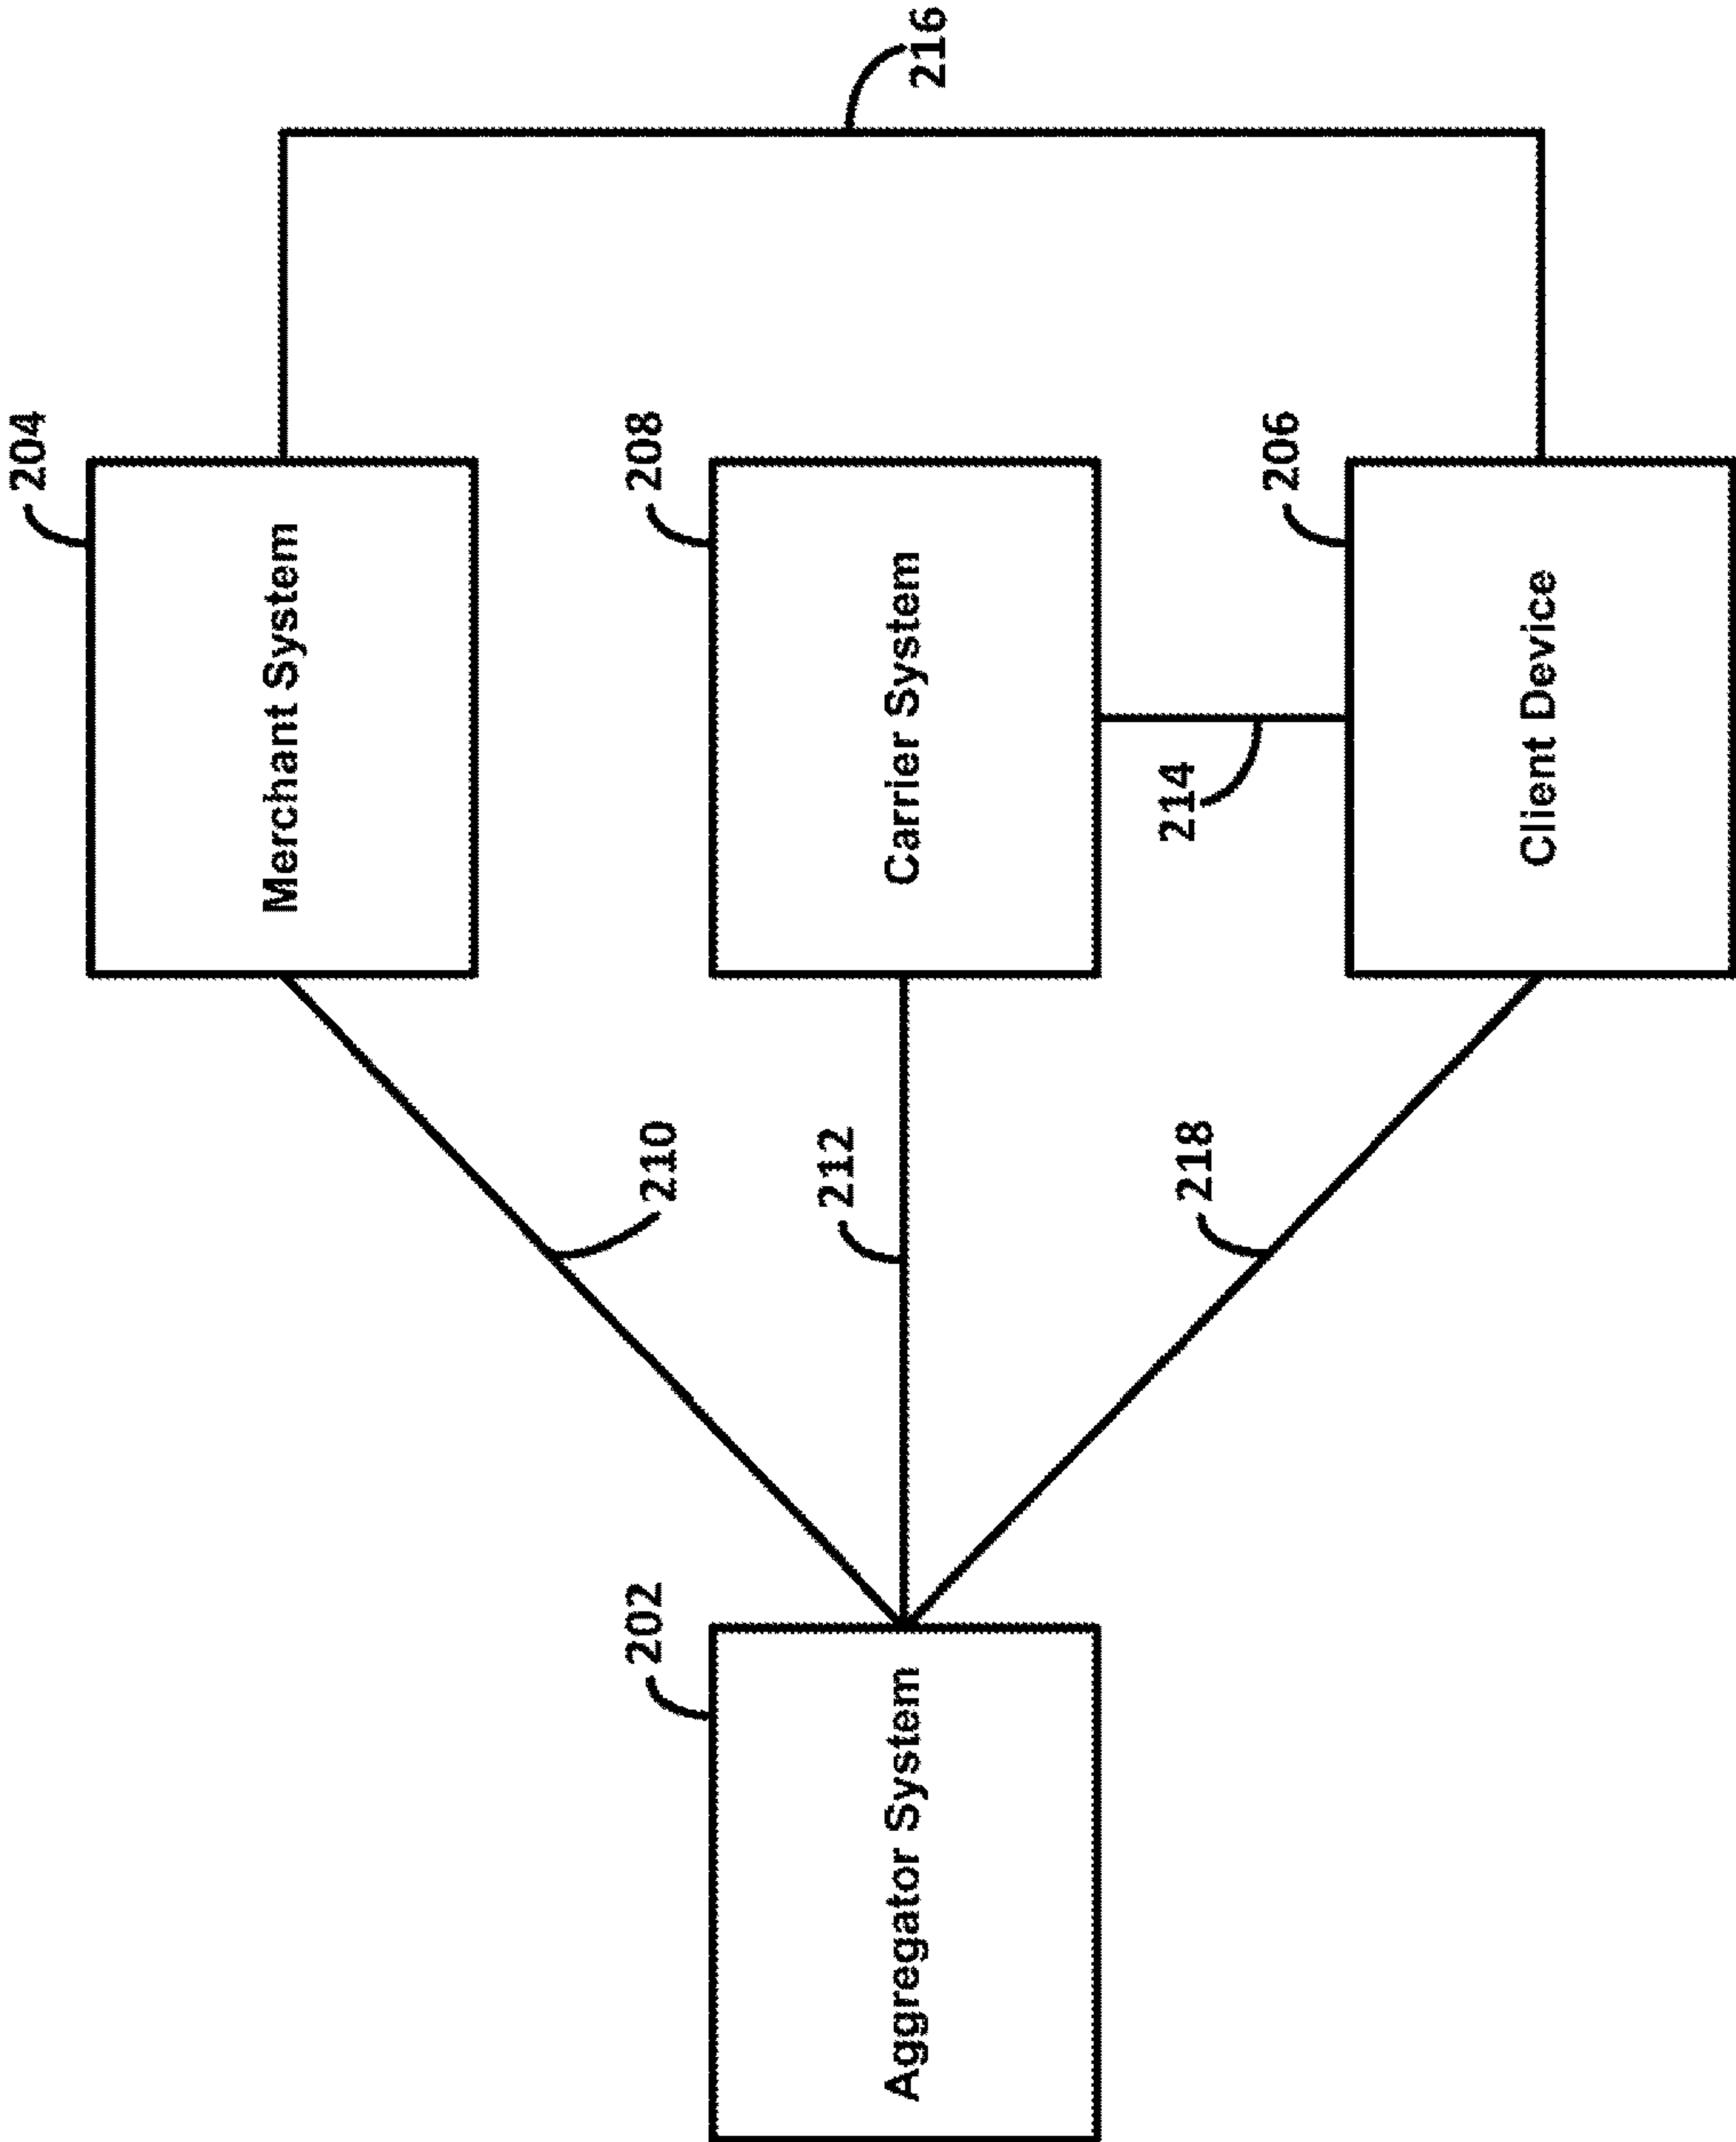 204
Merchant System
216
208
Carrier System
214
206
Client Device
210
212
218
202
Aggregator System